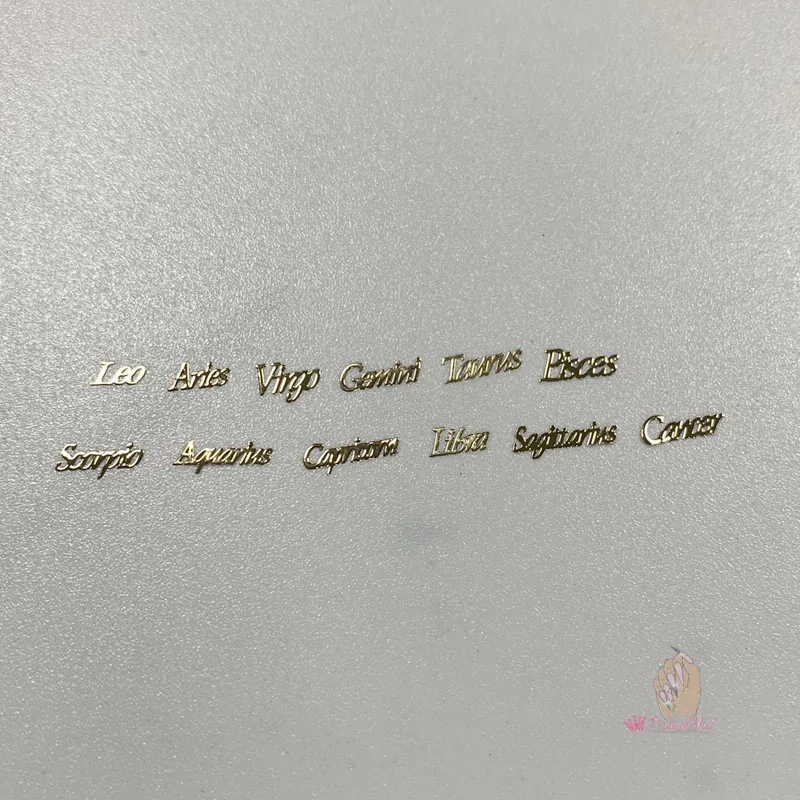 Leo Aries Virgo Gemini Taurus Pisces
Scorpio Aquarius Capricorn Libra Sagittarius Cancer